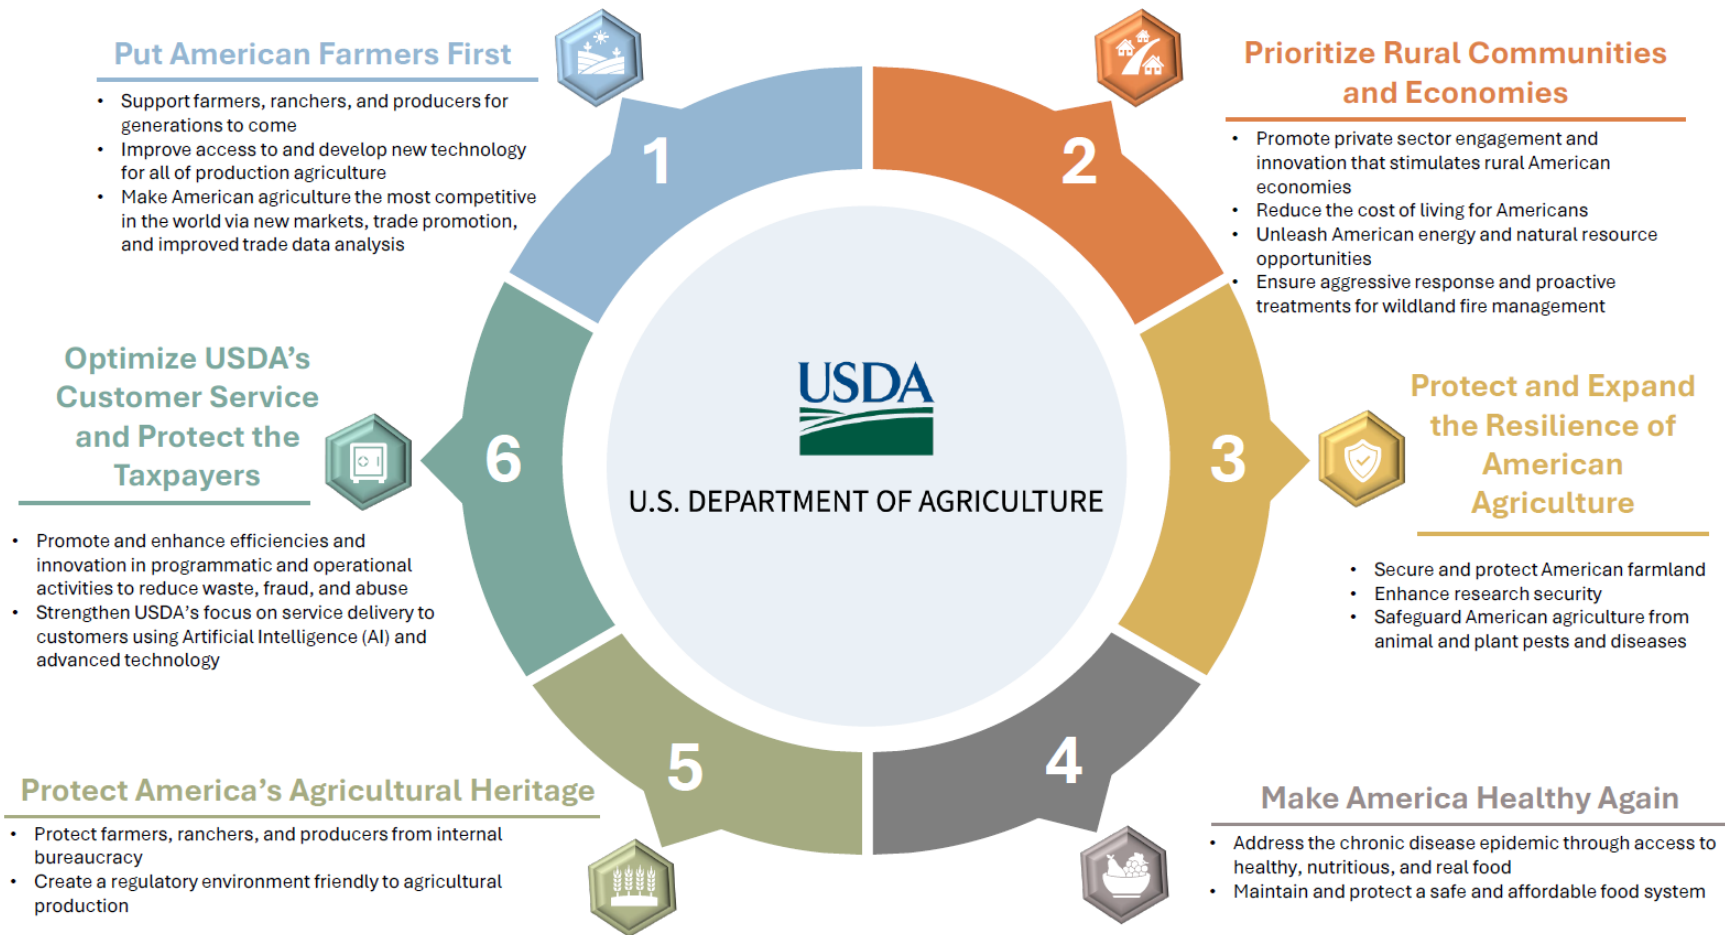 Put American Farmers First
• Support farmers, ranchers, and producers for
generations to come
• Improve access to and develop new technology
for all of production agriculture
• Make American agriculture the most competitive
in the world via new markets, trade promotion,
and improved trade data analysis
1
2
Prioritize Rural Communities
and Economies
• Promote private sector engagement and
innovation that stimulates rural American
economies
• Reduce the cost of living for Americans
• Unleash American energy and natural resource
opportunities
• Ensure aggressive response and proactive
treatments for wildland fire management
3
Protect and Expand
the Resilience of
American
Agriculture
• Secure and protect American farmland
• Enhance research security
• Safeguard American agriculture from
animal and plant pests and diseases
4
Make America Healthy Again
• Address the chronic disease epidemic through access to
healthy, nutritious, and real food
• Maintain and protect a safe and affordable food system
5
Protect America’s Agricultural Heritage
• Protect farmers, ranchers, and producers from internal
bureaucracy
• Create a regulatory environment friendly to agricultural
production
6
Optimize USDA’s
Customer Service
and Protect the
Taxpayers
• Promote and enhance efficiencies and
innovation in programmatic and operational
activities to reduce waste, fraud, and abuse
• Strengthen USDA’s focus on service delivery to
customers using Artificial Intelligence (AI) and
advanced technology
USDA
U.S. DEPARTMENT OF AGRICULTURE